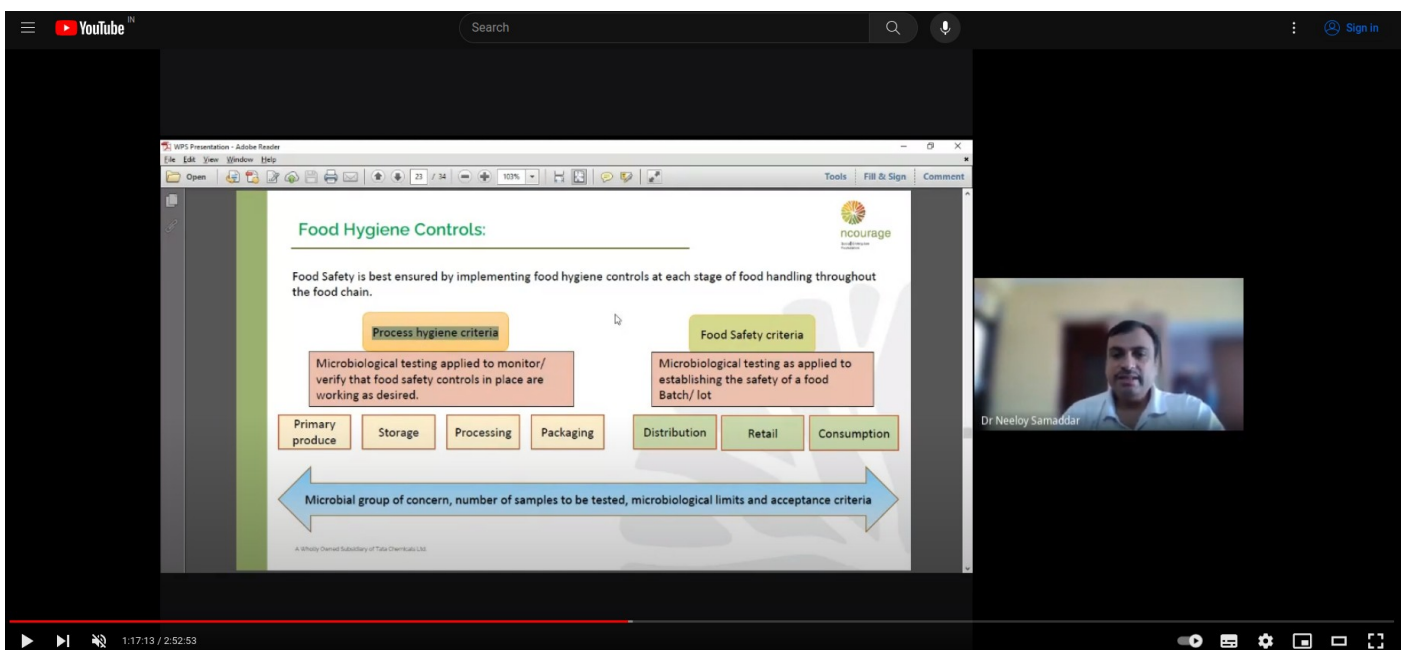 YouTube IN
Search
Sign in
WPS Presentation - Adobe Reader
File Edit View Window Help
Open
23 / 34
103%
Tools Fill & Sign Comment
Food Hygiene Controls:
ncourage
Food Safety is best ensured by implementing food hygiene controls at each stage of food handling throughout
the food chain.
Process hygiene criteria
Microbiological testing applied to monitor/
verify that food safety controls in place are
working as desired.
Food Safety criteria
Microbiological testing as applied to
establishing the safety of a food
Batch/ lot
Primary
produce
Storage
Processing
Packaging
Distribution
Retail
Consumption
Microbial group of concern, number of samples to be tested, microbiological limits and acceptance criteria
A Wholly Owned Subsidiary of Tata Chemicals Ltd.
Dr Neeloy Samaddar
1:17:13 / 2:52:53